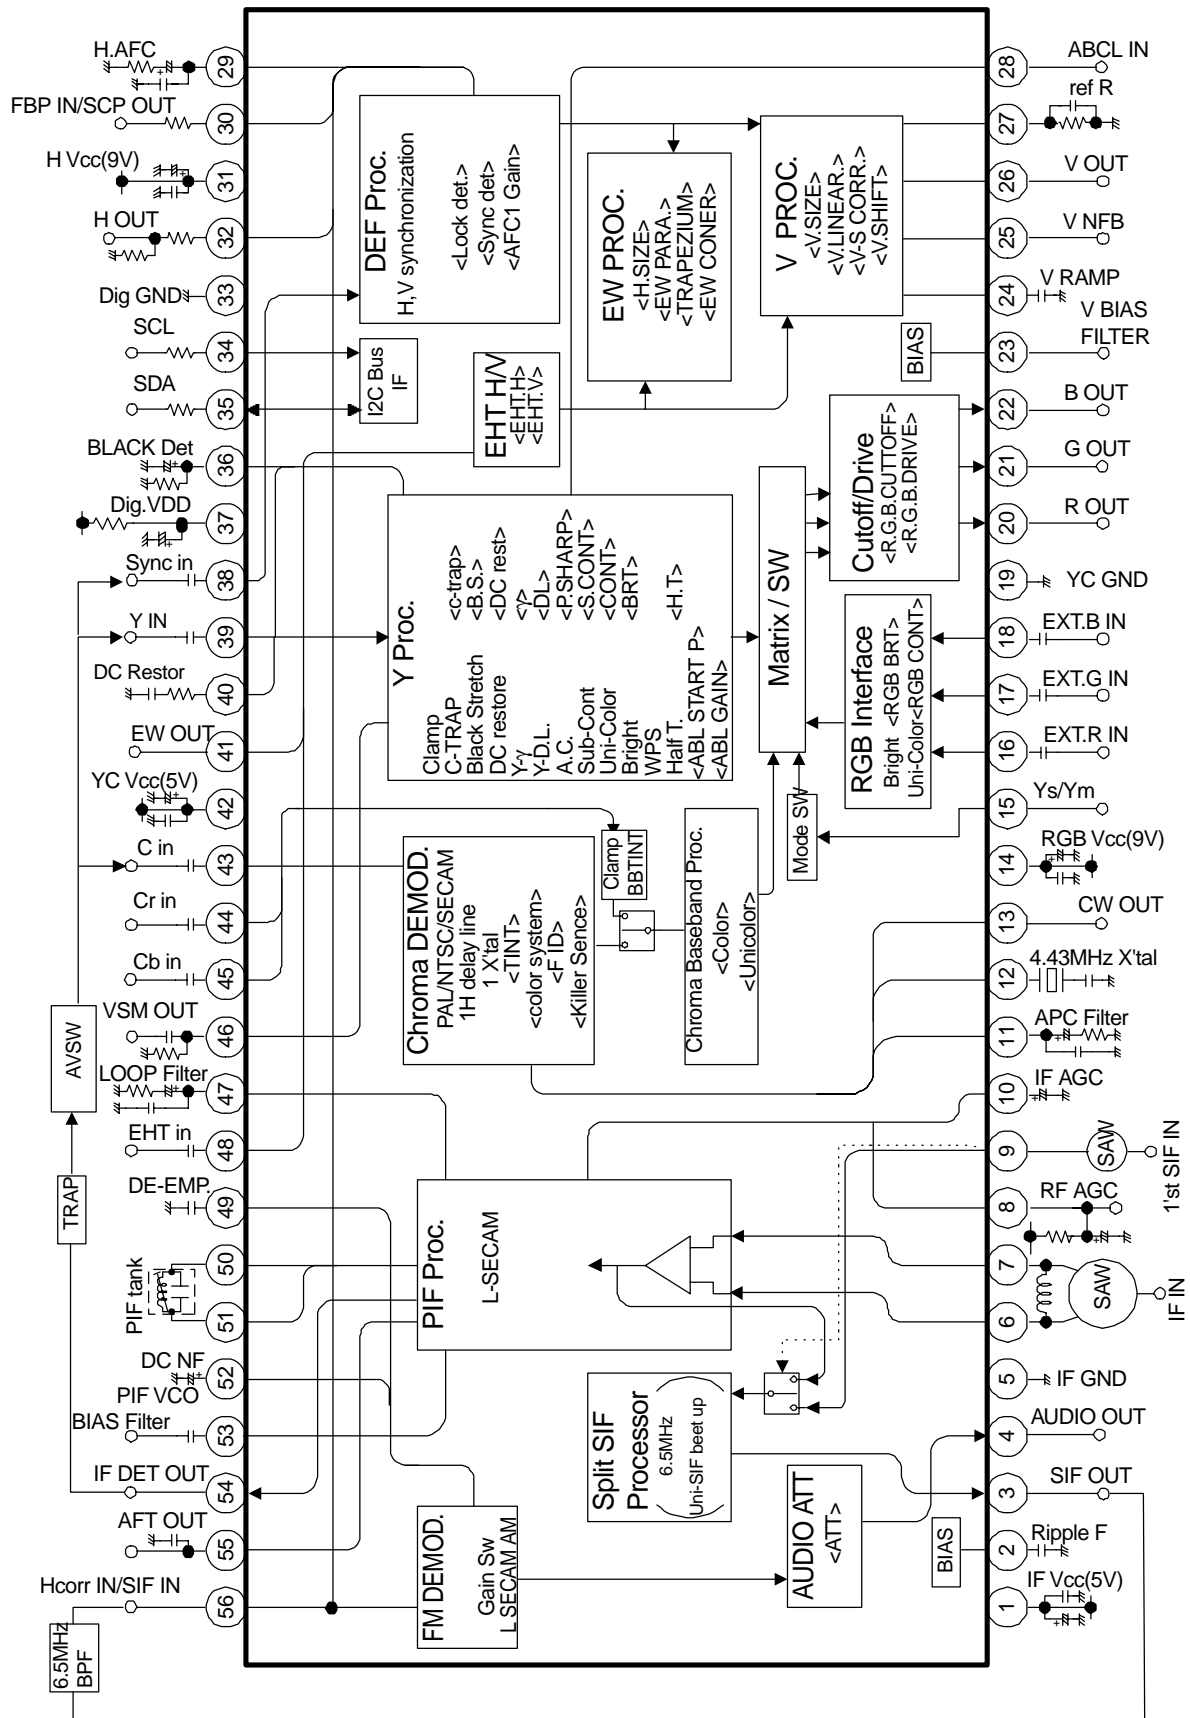 H.AFC
29
FBP IN/SCP OUT
30
H Vcc(9V)
31
H OUT
32
Dig GND
33
SCL
34
SDA
35
BLACK Det
36
Dig.VDD
37
Sync in
38
Y IN
39
DC Restor
40
EW OUT
41
YC Vcc(5V)
42
C in
43
Cr in
44
Cb in
45
VSM OUT
46
LOOP Filter
47
EHT in
48
DE-EMP.
49
50
PIF tank
51
DC NF
52
PIF VCO
BIAS Filter
53
IF DET OUT
54
AFT OUT
55
Hcorr IN/SIF IN
56
6.5MHz
BPF
AVSW
TRAP
DEF Proc.
H,V synchronization
<Lock det.>
<Sync det>
<AFC1 Gain>
I2C Bus
IF
EHT H/V
<EHT.H>
<EHT.V>
EW PROC.
<H.SIZE>
<EW PARA.>
<TRAPEZIUM>
<EW CONER>
V PROC.
<V.SIZE>
<V.LINEAR.>
<V-S CORR.>
<V.SHIFT>
BIAS
Y Proc.
Clamp
C-TRAP <c-trap>
Black Stretch <B.S.>
DC restore <DC rest>
Y-γ <γ>
Y-D.L. <DL>
A.C. <P.SHARP>
Sub-Cont <S.CONT>
Uni-Color <CONT>
Bright <BRT>
WPS
Half T. <H.T>
<ABL START P>
<ABL GAIN>
Matrix / SW
Cutoff/Drive
<R.G.B.CUTTOFF>
<R.G.B.DRIVE>
RGB Interface
Bright <RGB BRT>
Uni-Color<RGB CONT>
Mode SW
Clamp
BBTINT
Chroma DEMOD.
PAL/NTSC/SECAM
1H delay line
1 X'tal
<TINT>
<color system>
<F ID>
<Killer Sence>
Chroma Baseband Proc.
<Color>
<Unicolor>
PIF Proc.
L-SECAM
Split SIF
Processor
6.5MHz
Uni-SIF beet up
FM DEMOD.
Gain Sw
L SECAM AM
AUDIO ATT
<ATT>
BIAS
28
ABCL IN
27
ref R
26
V OUT
25
V NFB
24
V RAMP
23
V BIAS
FILTER
22
B OUT
21
G OUT
20
R OUT
19
YC GND
18
EXT.B IN
17
EXT.G IN
16
EXT.R IN
15
Ys/Ym
14
RGB Vcc(9V)
13
CW OUT
12
4.43MHz X'tal
11
APC Filter
10
IF AGC
9
SAW
1'st SIF IN
8
RF AGC
7
6
SAW
IF IN
5
IF GND
4
AUDIO OUT
3
SIF OUT
2
Ripple F
1
IF Vcc(5V)